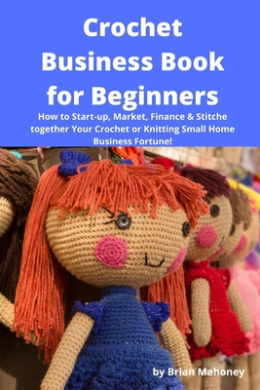 Crochet
Business Book
for Beginners
How to Start-up, Market, Finance & Stitche
together Your Crochet or Knitting Small Home
Business Fortune!
by Brian Mahoney